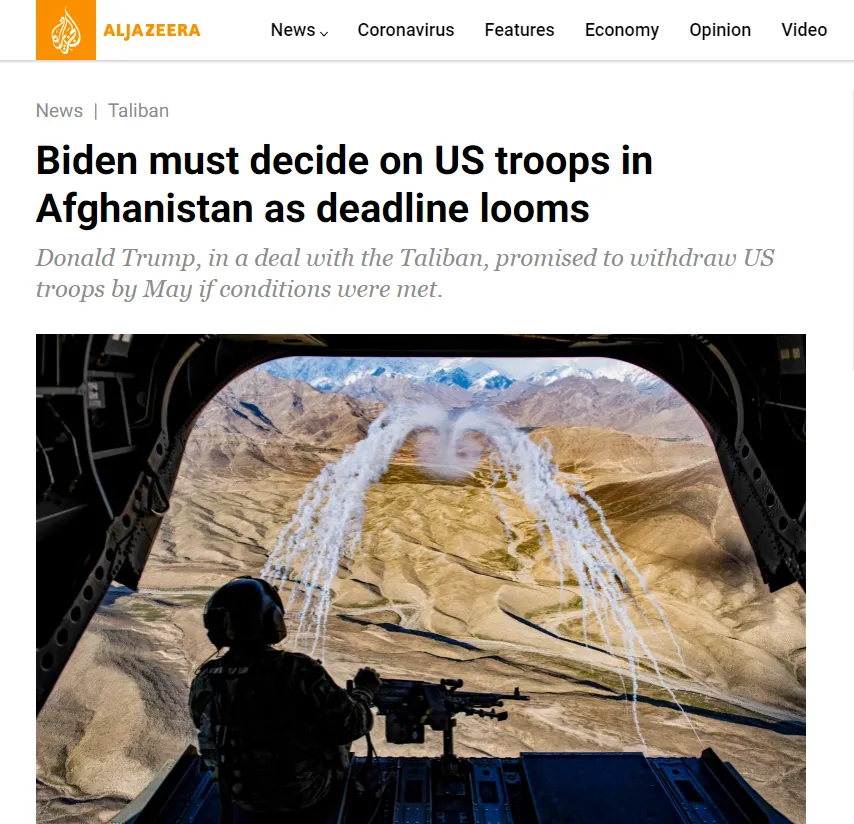 ALJAZEERA
News Coronavirus Features Economy Opinion Video
News | Taliban
Biden must decide on US troops in
Afghanistan as deadline looms
Donald Trump, in a deal with the Taliban, promised to withdraw US
troops by May if conditions were met.